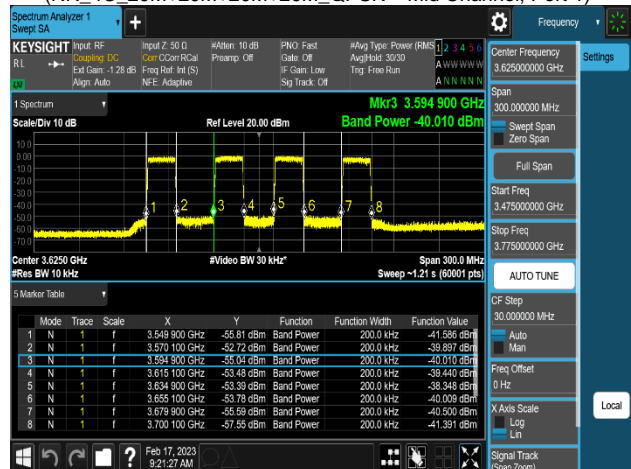 Spectrum Analyzer 1
Swept SA
Frequency
KEYSIGHT
RL
LV
Input: RF
Coupling: DC
Ext Gain: -1.28 dB
Align: Auto
Input Z: 50 Ω
Corr CCorr RCal
Freq Ref: Int (S)
NFE: Adaptive
#Atten: 10 dB
Preamp: Off
PNO: Fast
Gate: Off
IF Gain: Low
Sig Track: Off
#Avg Type: Power (RMS
Avg|Hold: 30/30
Trig: Free Run
1 2 3 4 5 6
A W W W W W
A N N N N N
Center Frequency
3.625000000 GHz
Settings
Span
300.000000 MHz
Swept Span
Zero Span
Full Span
Start Freq
3.475000000 GHz
Stop Freq
3.775000000 GHz
AUTO TUNE
CF Step
30.000000 MHz
Auto
Man
Freq Offset
0 Hz
X Axis Scale
Log
Lin
Local
Signal Track
(Span Zoom)
1 Spectrum
Scale/Div 10 dB
Ref Level 20.00 dBm
Mkr3 3.594 900 GHz
Band Power -40.010 dBm
10.0
0.00
-10.0
-20.0
-30.0
-40.0
-50.0
-60.0
-70.0
1 2 3 4 5 6 7 8
Center 3.6250 GHz
#Video BW 30 kHz*
Span 300.0 MHz
#Res BW 10 kHz
Sweep ~1.21 s (60001 pts)
5 Marker Table
Mode Trace Scale X Y Function Function Width Function Value
1 N 1 f 3.549 900 GHz -55.81 dBm Band Power 200.0 kHz -41.586 dBm
2 N 1 f 3.570 100 GHz -52.72 dBm Band Power 200.0 kHz -39.897 dBm
3 N 1 f 3.594 900 GHz -55.04 dBm Band Power 200.0 kHz -40.010 dBm
4 N 1 f 3.615 100 GHz -53.48 dBm Band Power 200.0 kHz -39.440 dBm
5 N 1 f 3.634 900 GHz -53.39 dBm Band Power 200.0 kHz -38.348 dBm
6 N 1 f 3.655 100 GHz -53.78 dBm Band Power 200.0 kHz -40.009 dBm
7 N 1 f 3.679 900 GHz -55.59 dBm Band Power 200.0 kHz -40.500 dBm
8 N 1 f 3.700 100 GHz -57.55 dBm Band Power 200.0 kHz -41.391 dBm
?
Feb 17, 2023
9:21:27 AM